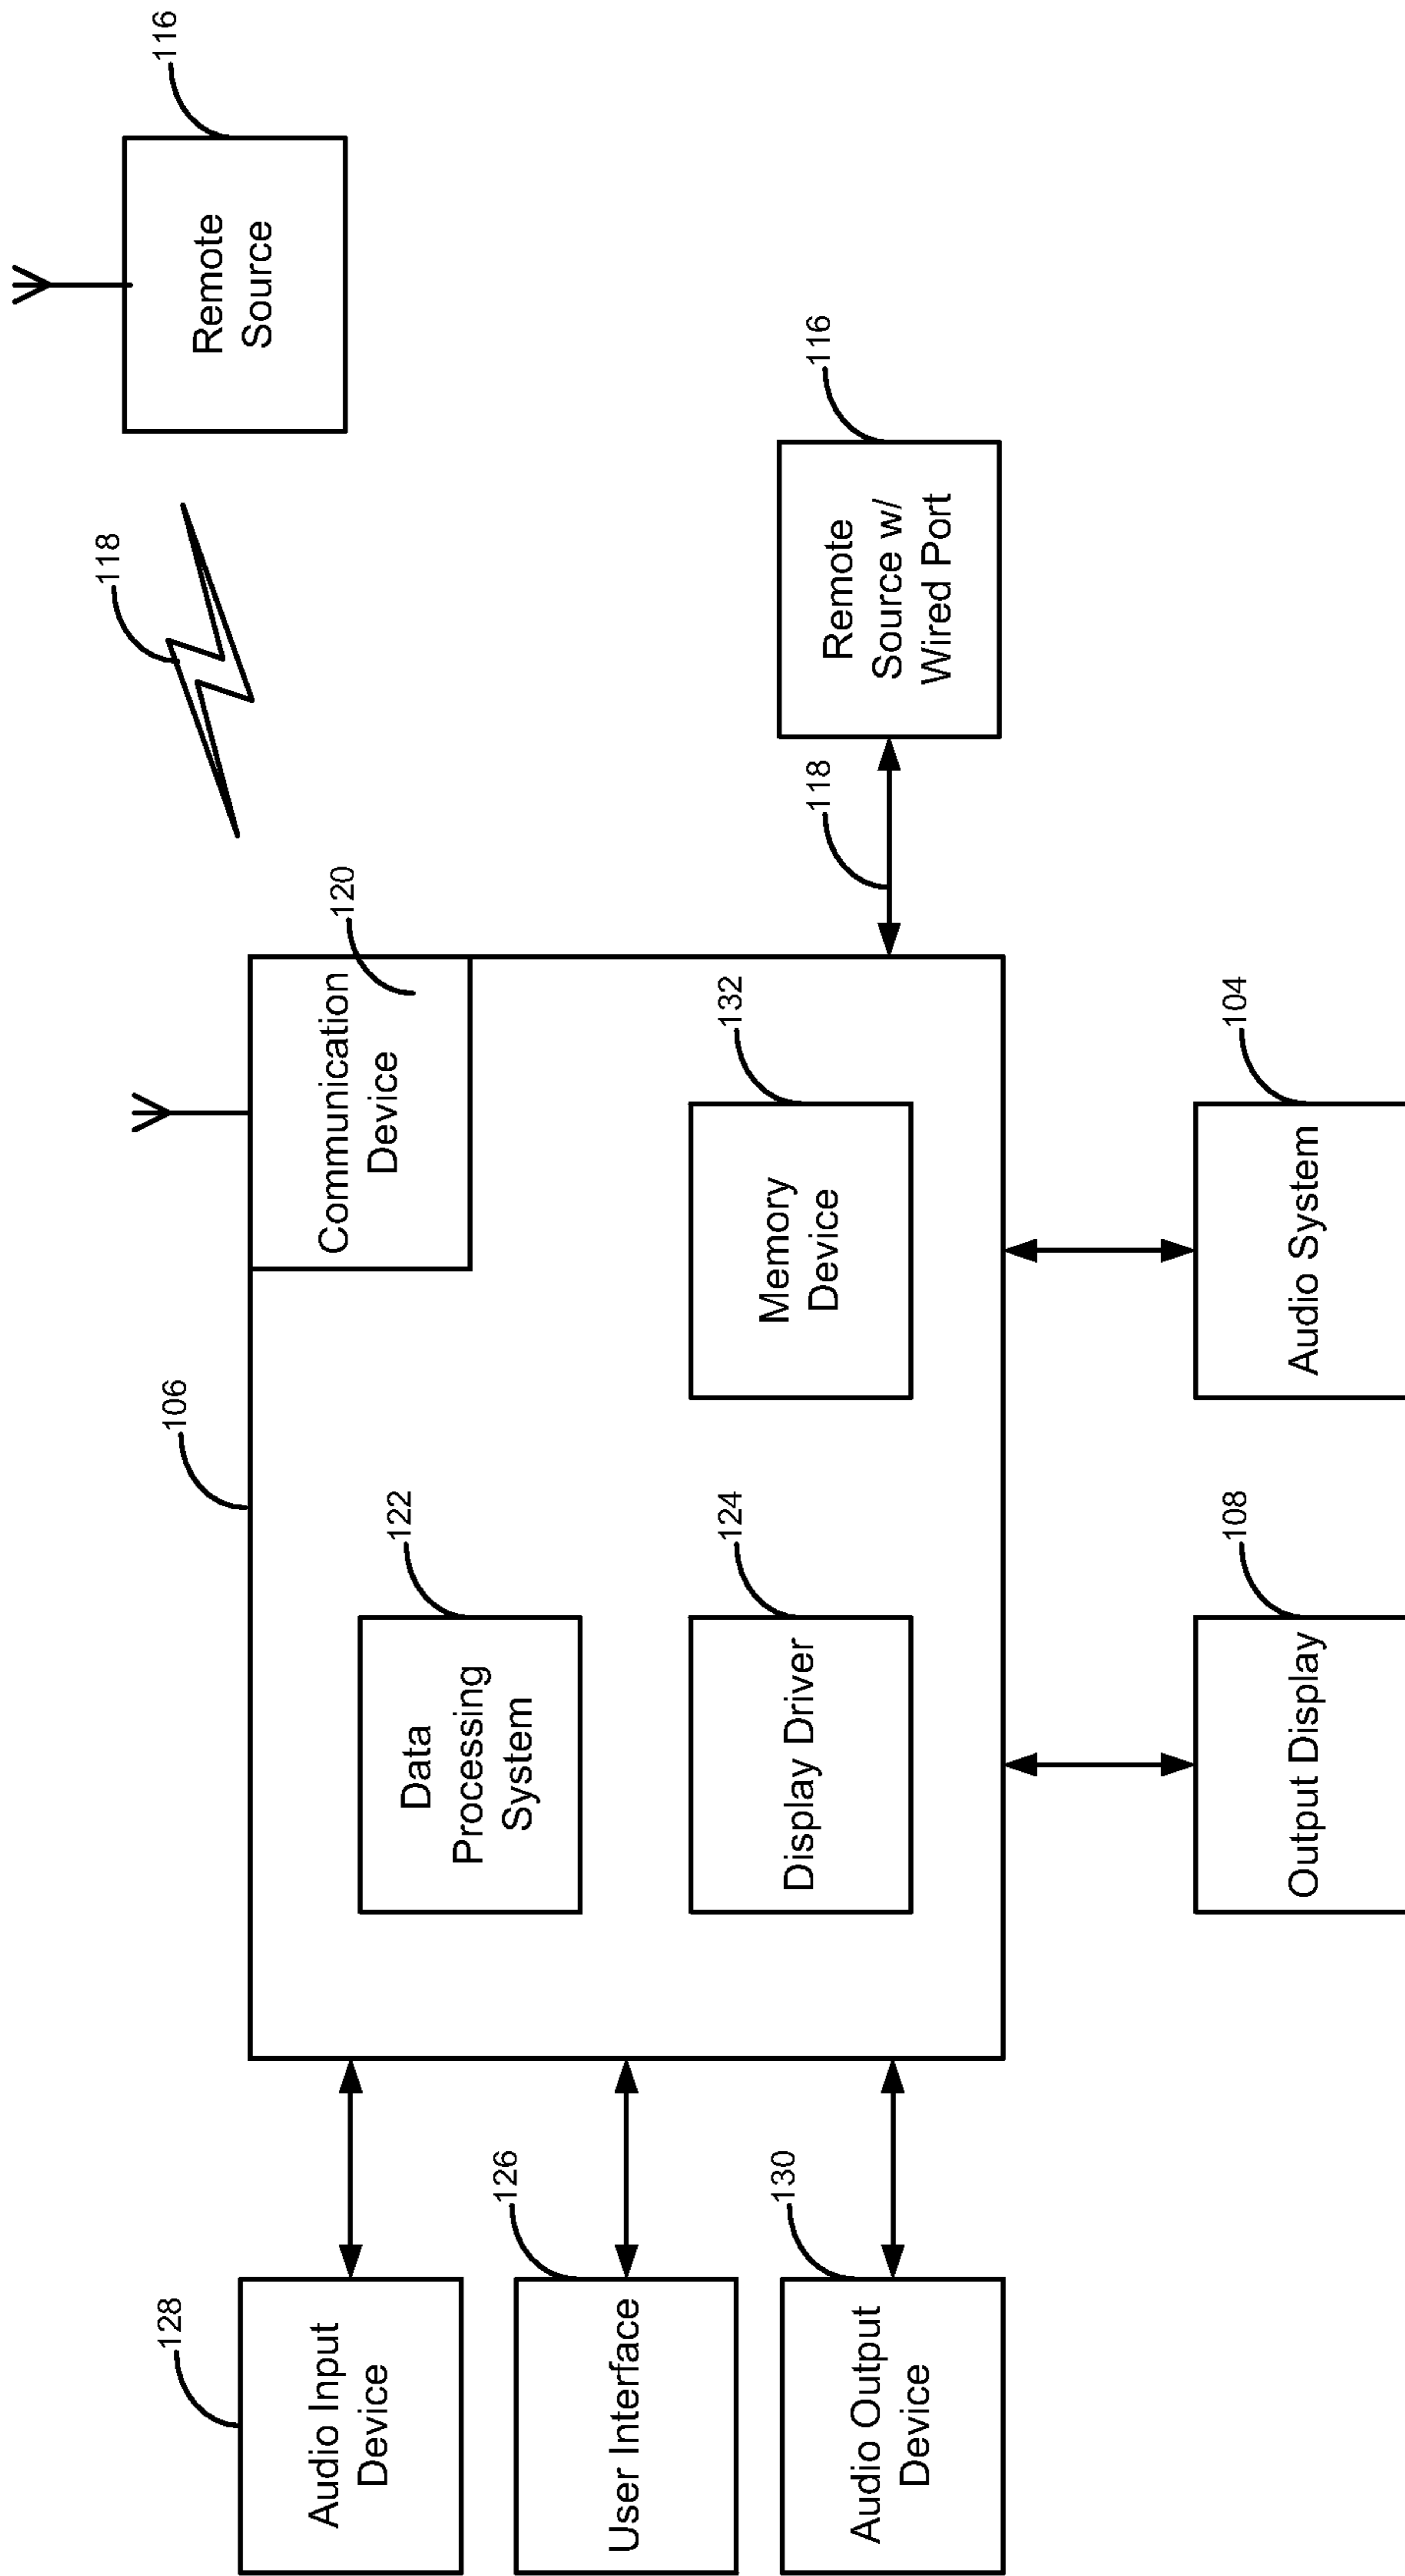 116
Remote
Source
118
106
120
Communication
Device
128
Audio Input
Device
122
Data
Processing
System
132
Memory
Device
116
Remote
Source w/
Wired Port
118
126
User Interface
124
Display Driver
130
Audio Output
Device
108
Output Display
104
Audio System